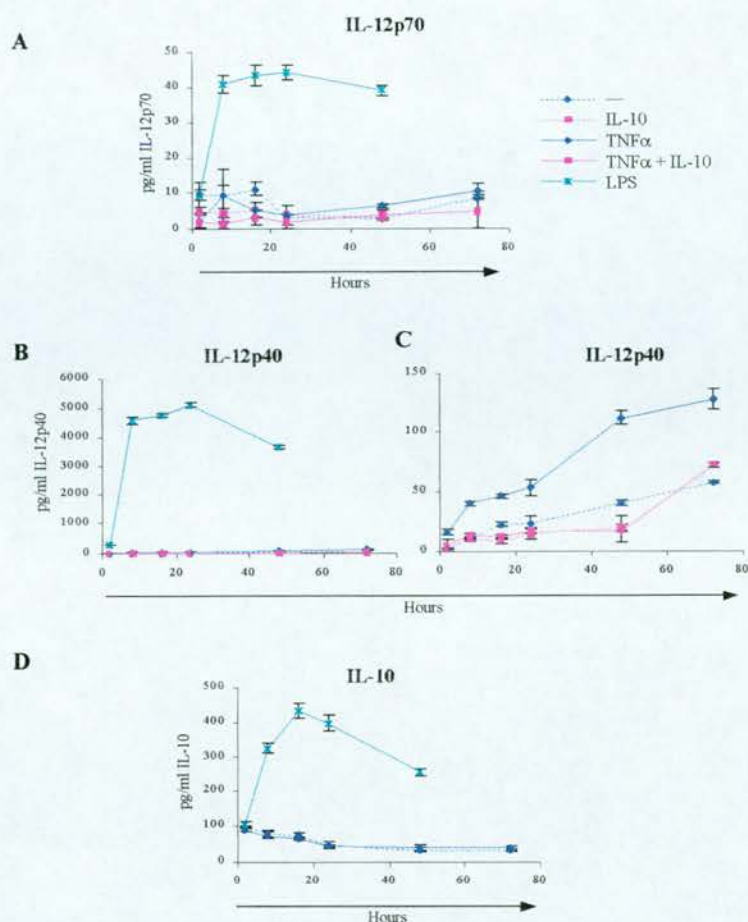 IL-12p70
A
50
40
30
20
10
0
pg/ml IL-12p70
0 20 40 60 80
Hours
—
IL-10
TNFα
TNFα + IL-10
LPS
B
IL-12p40
6000
5000
4000
3000
2000
1000
0
pg/ml IL-12p40
0 20 40 60 80
C
IL-12p40
150
100
50
0
0 20 40 60 80
Hours
D
IL-10
500
400
300
200
100
0
pg/ml IL-10
0 20 40 60 80
Hours